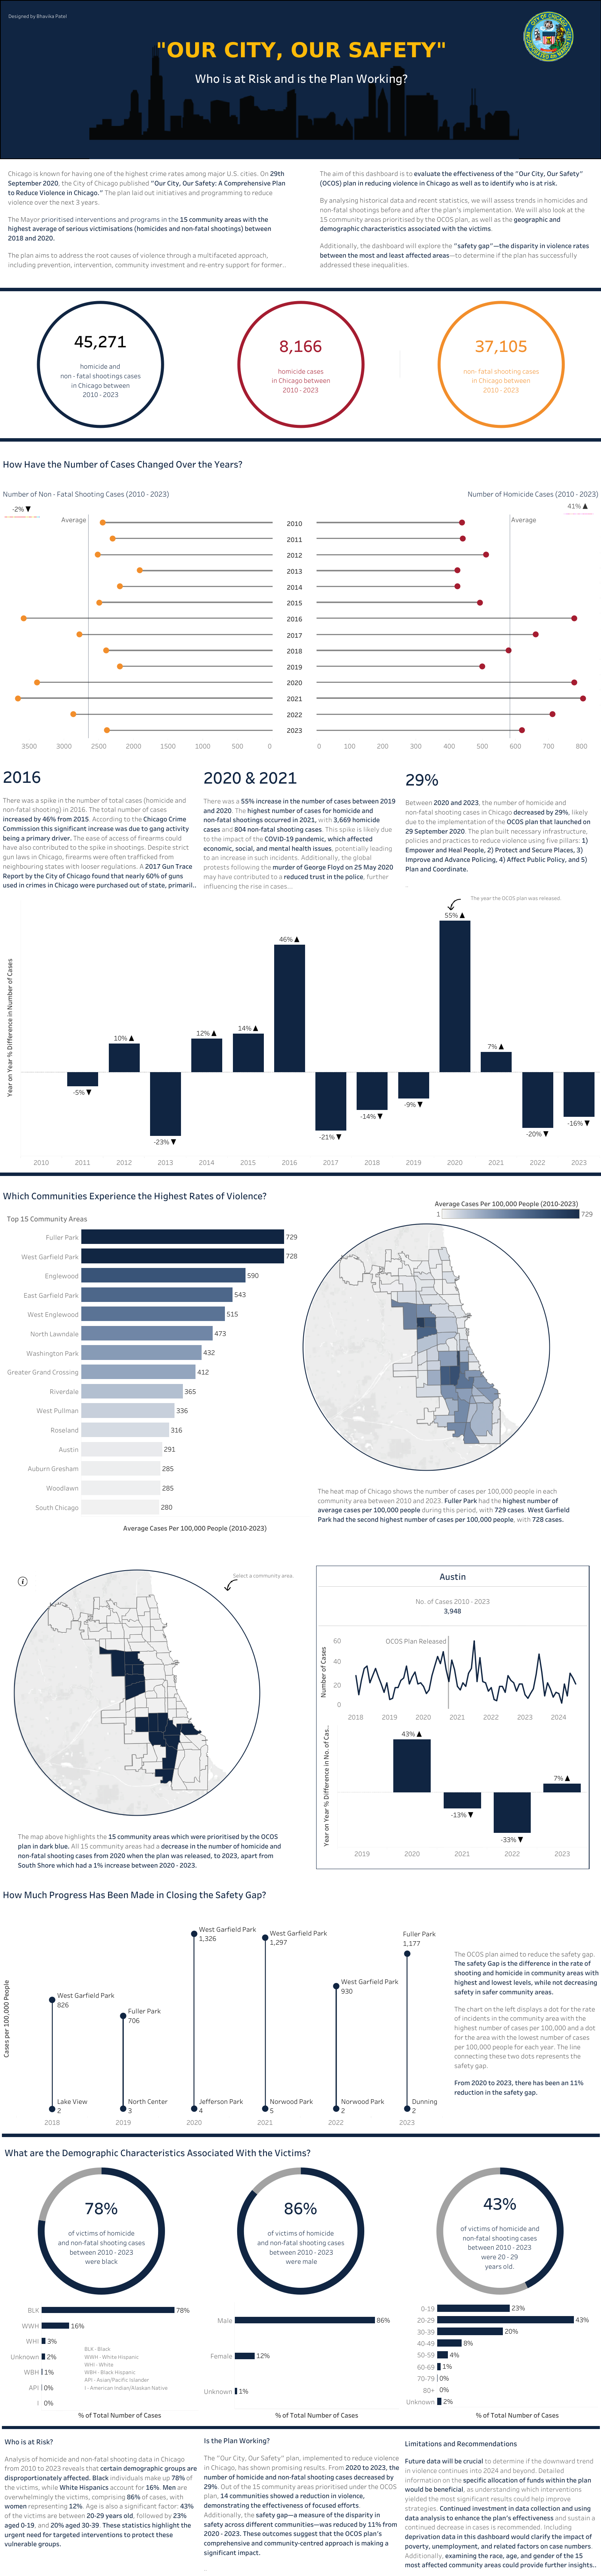 Designed by Bhavika Patel
"OUR CITY, OUR SAFETY"
Who is at Risk and is the Plan Working?
Chicago is known for having one of the highest crime rates among major U.S. cities. On 29th
September 2020, the City of Chicago published "Our City, Our Safety: A Comprehensive Plan
to Reduce Violence in Chicago." The plan laid out initiatives and programming to reduce
violence over the next 3 years.
The Mayor prioritised interventions and programs in the 15 community areas with the
highest average of serious victimisations (homicides and non-fatal shootings) between
2018 and 2020.
The plan aims to address the root causes of violence through a multifaceted approach,
including prevention, intervention, community investment and re-entry support for former..
The aim of this dashboard is to evaluate the effectiveness of the "Our City, Our Safety"
(OCOS) plan in reducing violence in Chicago as well as to identify who is at risk.
By analysing historical data and recent statistics, we will assess trends in homicides and
non-fatal shootings before and after the plan's implementation. We will also look at the
15 community areas prioritised by the OCOS plan, as well as the geographic and
demographic characteristics associated with the victims.
Additionally, the dashboard will explore the "safety gap"—the disparity in violence rates
between the most and least affected areas—to determine if the plan has successfully
addressed these inequalities.
45,271
homicide and
non - fatal shootings cases
in Chicago between
2010 - 2023
8,166
homicide cases
in Chicago between
2010 - 2023
37,105
non- fatal shooting cases
in Chicago between
2010 - 2023
How Have the Number of Cases Changed Over the Years?
Number of Non - Fatal Shooting Cases (2010 - 2023)
Number of Homicide Cases (2010 - 2023)
-2% ▼
41% ▲
Average
Average
2010
2011
2012
2013
2014
2015
2016
2017
2018
2019
2020
2021
2022
2023
3500 3000 2500 2000 1500 1000 500 0
0 100 200 300 400 500 600 700 800
2016
There was a spike in the number of total cases (homicide and
non-fatal shooting) in 2016. The total number of cases
increased by 46% from 2015. According to the Chicago Crime
Commission this significant increase was due to gang activity
being a primary driver. The ease of access of firearms could
have also contributed to the spike in shootings. Despite strict
gun laws in Chicago, firearms were often trafficked from
neighbouring states with looser regulations. A 2017 Gun Trace
Report by the City of Chicago found that nearly 60% of guns
used in crimes in Chicago were purchased out of state, primaril..
2020 & 2021
There was a 55% increase in the number of cases between 2019
and 2020. The highest number of cases for homicide and
non-fatal shootings occurred in 2021, with 3,669 homicide
cases and 804 non-fatal shooting cases. This spike is likely due
to the impact of the COVID-19 pandemic, which affected
economic, social, and mental health issues, potentially leading
to an increase in such incidents. Additionally, the global
protests following the murder of George Floyd on 25 May 2020
may have contributed to a reduced trust in the police, further
influencing the rise in cases...
29%
Between 2020 and 2023, the number of homicide and
non-fatal shooting cases in Chicago decreased by 29%, likely
due to the implementation of the OCOS plan that launched on
29 September 2020. The plan built necessary infrastructure,
policies and practices to reduce violence using five pillars: 1)
Empower and Heal People, 2) Protect and Secure Places, 3)
Improve and Advance Policing, 4) Affect Public Policy, and 5)
Plan and Coordinate.
The year the OCOS plan was released.
Year on Year % Difference in Number of Cases
-5% ▼
10% ▲
-23% ▼
12% ▲
14% ▲
46% ▲
-21% ▼
-14% ▼
-9% ▼
55% ▲
7% ▲
-20% ▼
-16% ▼
2010 2011 2012 2013 2014 2015 2016 2017 2018 2019 2020 2021 2022 2023
Which Communities Experience the Highest Rates of Violence?
Top 15 Community Areas
Fuller Park 729
West Garfield Park 728
Englewood 590
East Garfield Park 543
West Englewood 515
North Lawndale 473
Washington Park 432
Greater Grand Crossing 412
Riverdale 365
West Pullman 336
Roseland 316
Austin 291
Auburn Gresham 285
Woodlawn 285
South Chicago 280
Average Cases Per 100,000 People (2010-2023)
Average Cases Per 100,000 People (2010-2023)
1 729
The heat map of Chicago shows the number of cases per 100,000 people in each
community area between 2010 and 2023. Fuller Park had the highest number of
average cases per 100,000 people during this period, with 729 cases. West Garfield
Park had the second highest number of cases per 100,000 people, with 728 cases.
i
Select a community area.
The map above highlights the 15 community areas which were prioritised by the OCOS
plan in dark blue. All 15 community areas had a decrease in the number of homicide and
non-fatal shooting cases from 2020 when the plan was released, to 2023, apart from
South Shore which had a 1% increase between 2020 - 2023.
Austin
No. of Cases 2010 - 2023
3,948
Number of Cases
OCOS Plan Released
60
40
20
0
2018 2019 2020 2021 2022 2023 2024
Year on Year % Difference in No. of Cas..
43% ▲
-13% ▼
-33% ▼
7% ▲
2019 2020 2021 2022 2023
How Much Progress Has Been Made in Closing the Safety Gap?
Cases per 100,000 People
West Garfield Park
826
Fuller Park
706
West Garfield Park
1,326
West Garfield Park
1,297
West Garfield Park
930
Fuller Park
1,177
Lake View
2
North Center
3
Jefferson Park
4
Norwood Park
5
Norwood Park
2
Dunning
2
2018 2019 2020 2021 2022 2023
The OCOS plan aimed to reduce the safety gap.
The safety Gap is the difference in the rate of
shooting and homicide in community areas with
highest and lowest levels, while not decreasing
safety in safer community areas.
The chart on the left displays a dot for the rate
of incidents in the community area with the
highest number of cases per 100,000 and a dot
for the area with the lowest number of cases
per 100,000 people for each year. The line
connecting these two dots represents the
safety gap.
From 2020 to 2023, there has been an 11%
reduction in the safety gap.
What are the Demographic Characteristics Associated With the Victims?
78%
of victims of homicide
and non-fatal shooting cases
between 2010 - 2023
were black
86%
of victims of homicide
and non-fatal shooting cases
between 2010 - 2023
were male
43%
of victims of homicide and
non-fatal shooting cases
between 2010 - 2023
were 20 - 29
years old.
BLK 78%
WWH 16%
WHI 3%
Unknown 2%
WBH 1%
API 0%
I 0%
BLK - Black
WWH - White Hispanic
WHI - White
WBH - Black Hispanic
API - Asian/Pacific Islander
I - American Indian/Alaskan Native
% of Total Number of Cases
Male 86%
Female 12%
Unknown 1%
% of Total Number of Cases
0-19 23%
20-29 43%
30-39 20%
40-49 8%
50-59 4%
60-69 1%
70-79 0%
80+ 0%
Unknown 2%
% of Total Number of Cases
Who is at Risk?
Analysis of homicide and non-fatal shooting data in Chicago
from 2010 to 2023 reveals that certain demographic groups are
disproportionately affected. Black individuals make up 78% of
the victims, while White Hispanics account for 16%. Men are
overwhelmingly the victims, comprising 86% of cases, with
women representing 12%. Age is also a significant factor: 43%
of the victims are between 20-29 years old, followed by 23%
aged 0-19, and 20% aged 30-39. These statistics highlight the
urgent need for targeted interventions to protect these
vulnerable groups.
Is the Plan Working?
The "Our City, Our Safety" plan, implemented to reduce violence
in Chicago, has shown promising results. From 2020 to 2023, the
number of homicide and non-fatal shooting cases decreased by
29%. Out of the 15 community areas prioritised under the OCOS
plan, 14 communities showed a reduction in violence,
demonstrating the effectiveness of focused efforts.
Additionally, the safety gap—a measure of the disparity in
safety across different communities—was reduced by 11% from
2020 - 2023. These outcomes suggest that the OCOS plan's
comprehensive and community-centred approach is making a
significant impact.
Limitations and Recommendations
Future data will be crucial to determine if the downward trend
in violence continues into 2024 and beyond. Detailed
information on the specific allocation of funds within the plan
would be beneficial, as understanding which interventions
yielded the most significant results could help improve
strategies. Continued investment in data collection and using
data analysis to enhance the plan's effectiveness and sustain a
continued decrease in cases is recommended. Including
deprivation data in this dashboard would clarify the impact of
poverty, unemployment, and related factors on case numbers
Additionally, examining the race, age, and gender of the 15
most affected community areas could provide further insights..